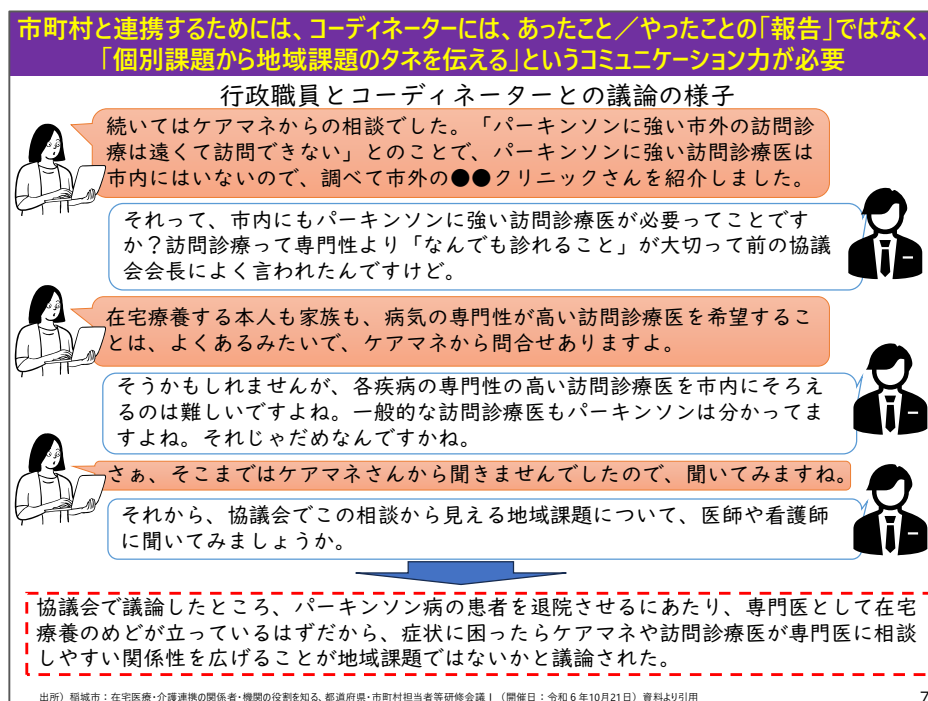 市町村と連携するためには、コーディネーターには、あったこと／やったことの「報告」ではなく、
「個別課題から地域課題のタネを伝える」というコミュニケーション力が必要
行政職員とコーディネーターとの議論の様子
続いてはケアマネからの相談でした。「パーキンソンに強い市外の訪問診
療は遠くて訪問できない」とのことで、パーキンソンに強い訪問診療医は
市内にはいないので、調べて市外の●●クリニックさんを紹介しました。
それって、市内にもパーキンソンに強い訪問診療医が必要ってことです
か？訪問診療って専門性より「なんでも診れること」が大切って前の協議
会会長によく言われたんですけど。
在宅療養する本人も家族も、病気の専門性が高い訪問診療医を希望するこ
とは、よくあるみたいで、ケアマネから問合せありますよ。
そうかもしれませんが、各疾病の専門性の高い訪問診療医を市内にそろえ
るのは難しいですよね。一般的な訪問診療医もパーキンソンは分かってま
すよね。それじゃだめなんですかね。
さぁ、そこまではケアマネさんから聞きませんでしたので、聞いてみますね。
それから、協議会でこの相談から見える地域課題について、医師や看護師
に聞いてみましょうか。
協議会で議論したところ、パーキンソン病の患者を退院させるにあたり、専門医として在宅
療養のめどが立っているはずだから、症状に困ったらケアマネや訪問診療医が専門医に相談
しやすい関係性を広げることが地域課題ではないかと議論された。
出所）稲城市：在宅医療・介護連携の関係者・機関の役割を知る、都道府県・市町村担当者等研修会議Ⅰ（開催日：令和６年10月21日）資料より引用
7